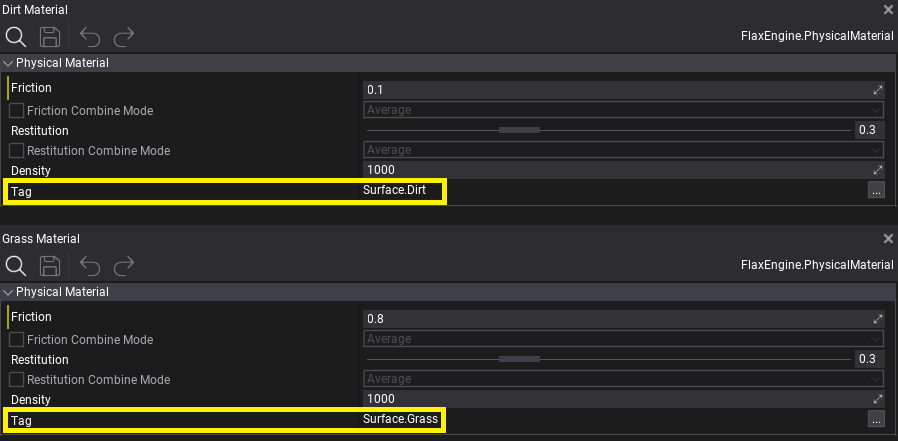 Dirt Material
FlaxEngine.PhysicalMaterial
Physical Material
Friction 0.1
Friction Combine Mode Average
Restitution 0.3
Restitution Combine Mode Average
Density 1000
Tag Surface.Dirt ...
Grass Material
FlaxEngine.PhysicalMaterial
Physical Material
Friction 0.8
Friction Combine Mode Average
Restitution 0.3
Restitution Combine Mode Average
Density 1000
Tag Surface.Grass ...